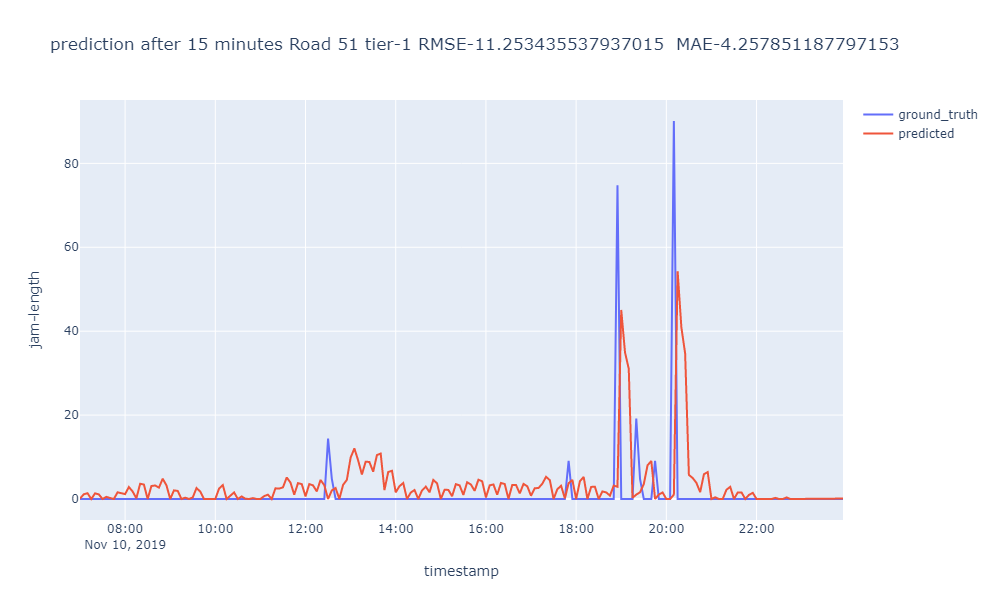 prediction after 15 minutes Road 51 tier-1 RMSE-11.253435537937015  MAE-4.257851187797153
ground_truth
predicted
80
60
40
20
0
jam-length
08:00 10:00 12:00 14:00 16:00 18:00 20:00 22:00
Nov 10, 2019
timestamp